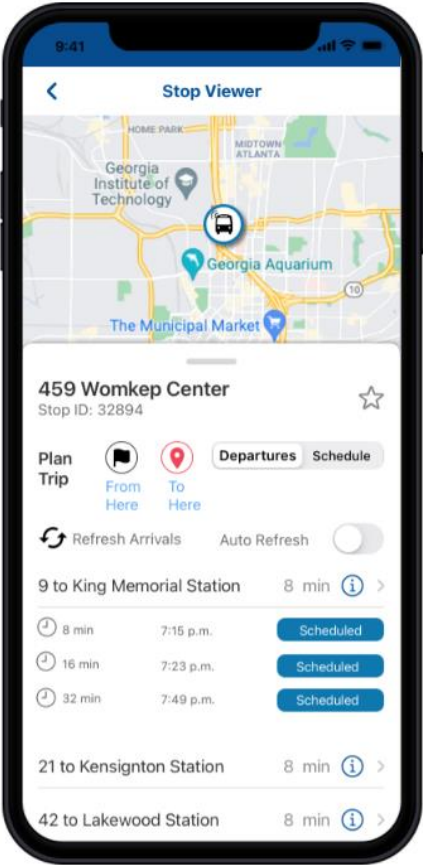 9:41
Stop Viewer
HOME PARK
MIDTOWN
ATLANTA
Georgia
Institute of
Technology
Georgia Aquarium
10
The Municipal Market
459 Womkep Center
Stop ID: 32894
Plan
Trip
From
Here
To
Here
Departures Schedule
Refresh Arrivals Auto Refresh
9 to King Memorial Station 8 min i
8 min 7:15 p.m. Scheduled
16 min 7:23 p.m. Scheduled
32 min 7:49 p.m. Scheduled
21 to Kensignton Station 8 min i
42 to Lakewood Station 8 min i